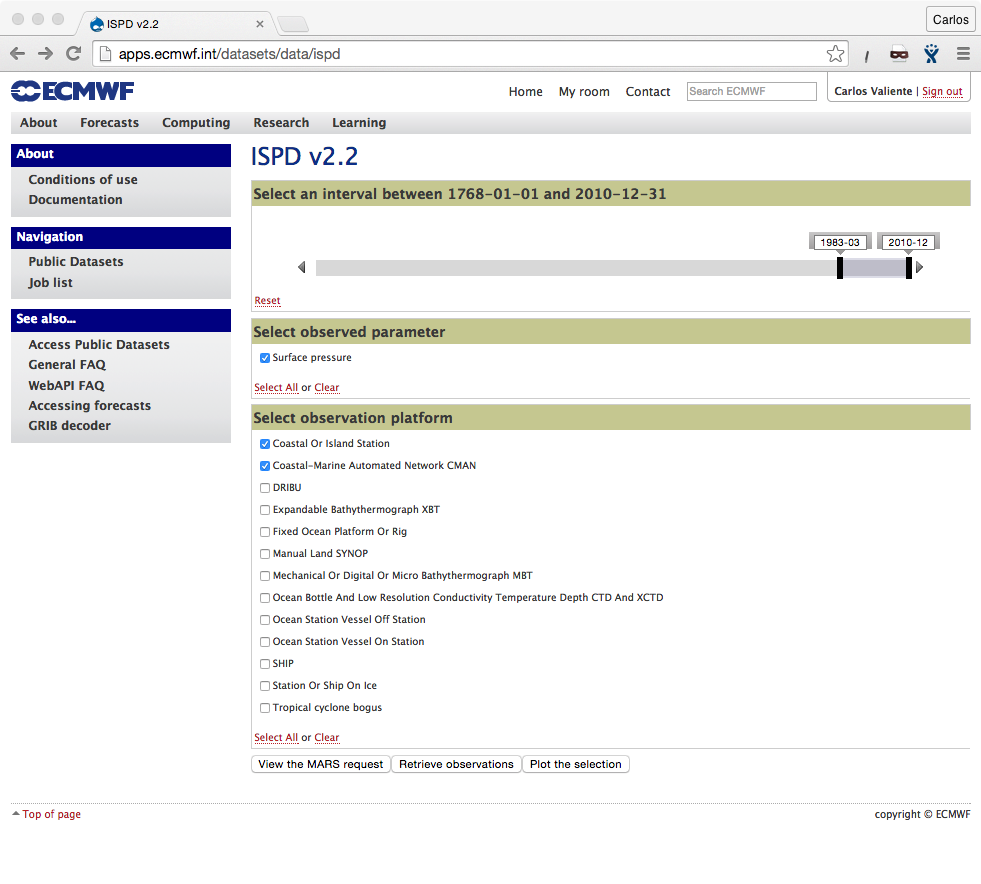 ISPD v2.2
Carlos
apps.ecmwf.int/datasets/data/ispd
ECMWF
Home My room Contact Search ECMWF Carlos Valiente | Sign out
About Forecasts Computing Research Learning
About
Conditions of use
Documentation
Navigation
Public Datasets
Job list
See also...
Access Public Datasets
General FAQ
WebAPI FAQ
Accessing forecasts
GRIB decoder
ISPD v2.2
Select an interval between 1768-01-01 and 2010-12-31
1983-03 2010-12
Reset
Select observed parameter
Surface pressure
Select All or Clear
Select observation platform
Coastal Or Island Station
Coastal-Marine Automated Network CMAN
DRIBU
Expandable Bathythermograph XBT
Fixed Ocean Platform Or Rig
Manual Land SYNOP
Mechanical Or Digital Or Micro Bathythermograph MBT
Ocean Bottle And Low Resolution Conductivity Temperature Depth CTD And XCTD
Ocean Station Vessel Off Station
Ocean Station Vessel On Station
SHIP
Station Or Ship On Ice
Tropical cyclone bogus
Select All or Clear
View the MARS request Retrieve observations Plot the selection
Top of page copyright © ECMWF